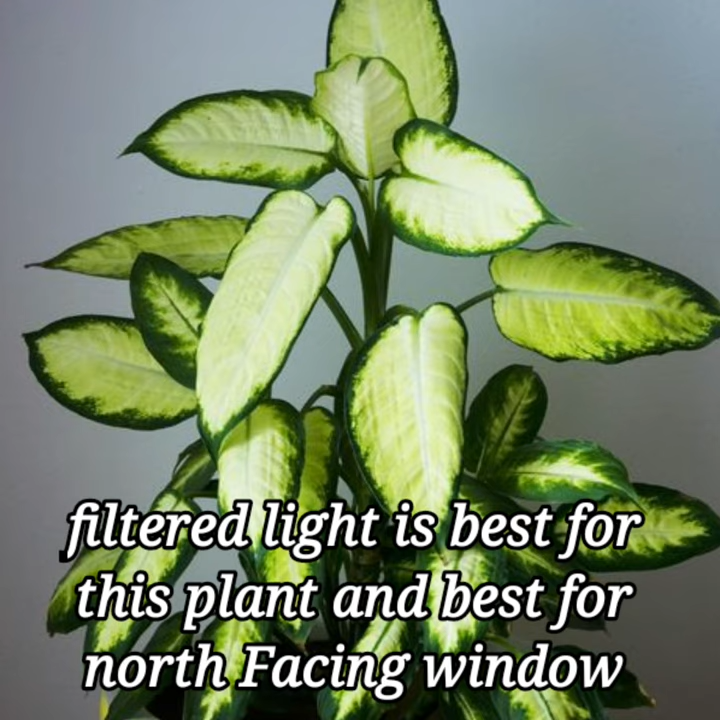 filtered light is best for
this plant and best for
north Facing window